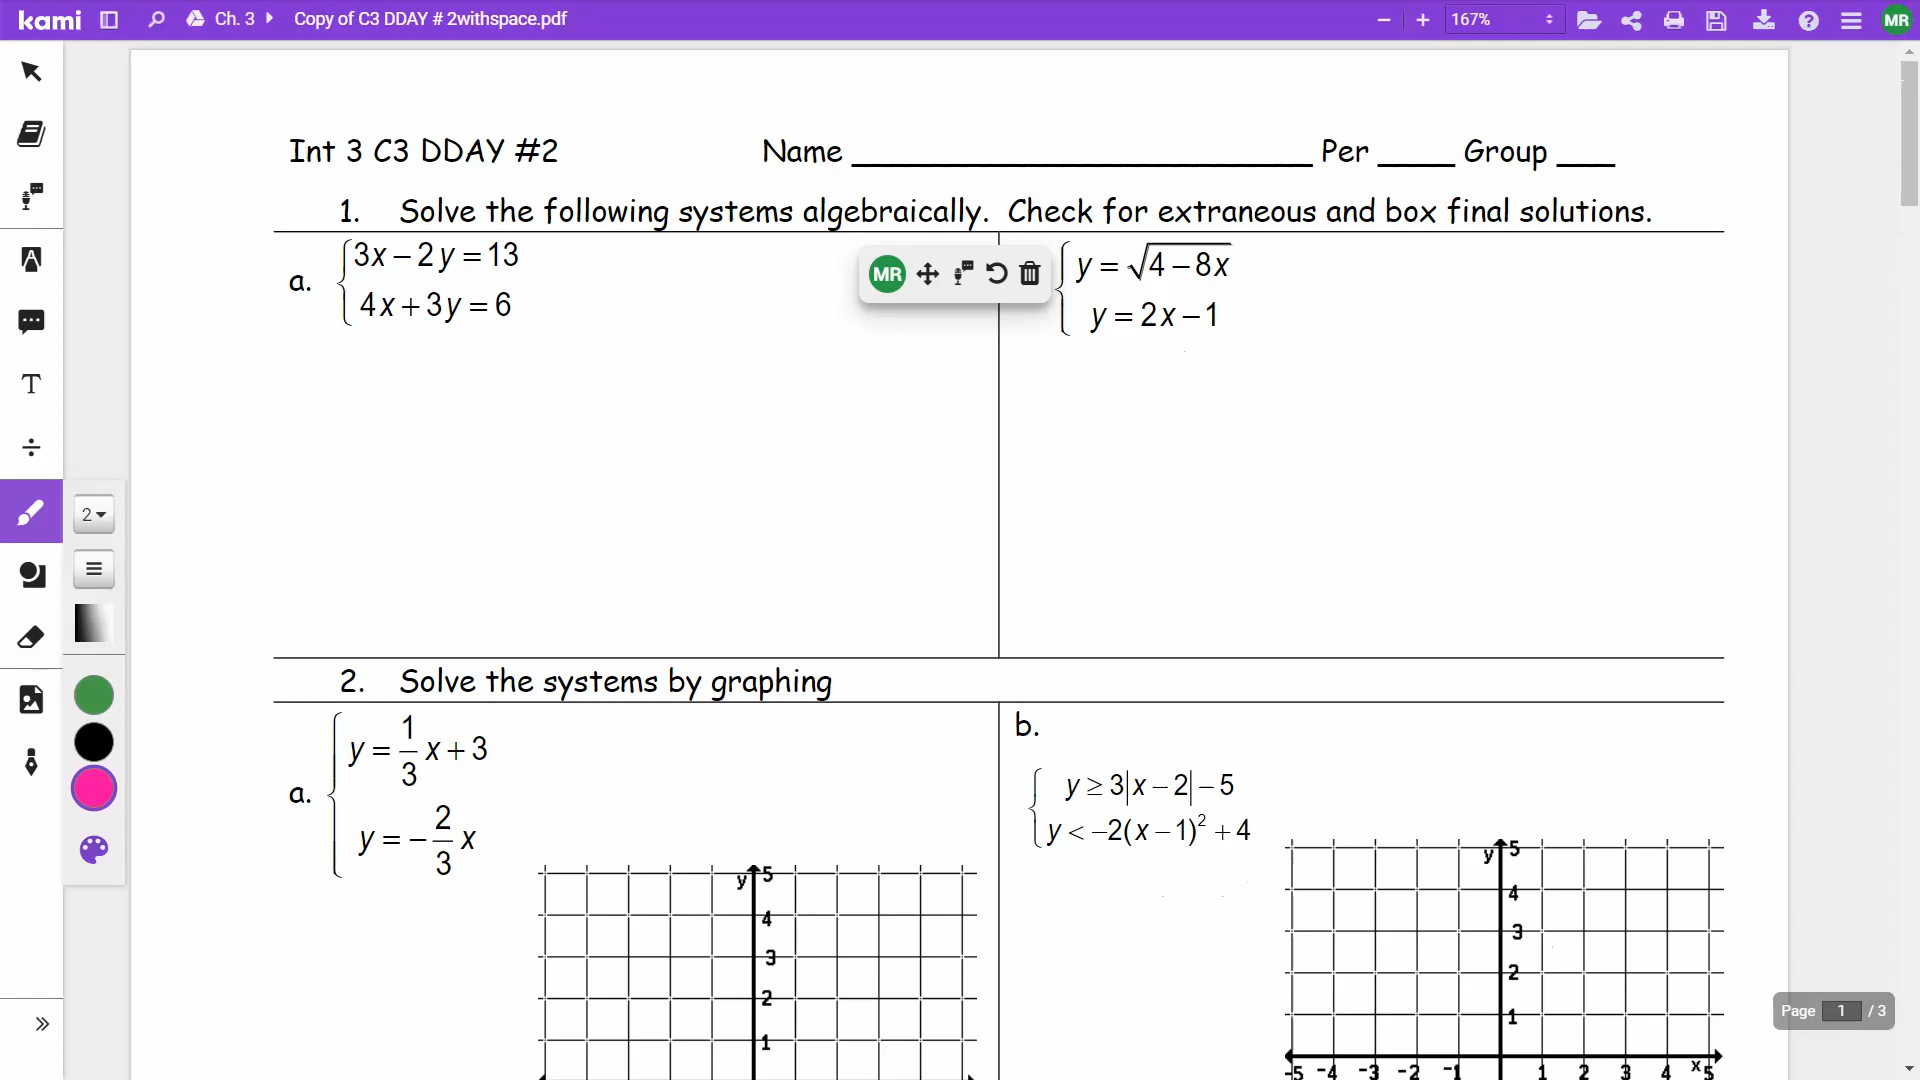 kami Ch. 3 Copy of C3 DDAY # 2withspace.pdf 167% MR
Int 3 C3 DDAY #2 Name ____________________ Per ____ Group ___
1. Solve the following systems algebraically. Check for extraneous and box final solutions.
a. {3x − 2y = 13
4x + 3y = 6
MR
{y = √(4 − 8x)
y = 2x − 1
2
2. Solve the systems by graphing
a. {y = 1/3 x + 3
y = −2/3 x
b.
{y ≥ 3|x − 2| − 5
y < −2(x − 1)² + 4
y 5
4
3
2
1
y 5
4
3
2
1
-5 -4 -3 -2 -1 1 2 3 4 x 5
Page 1 / 3